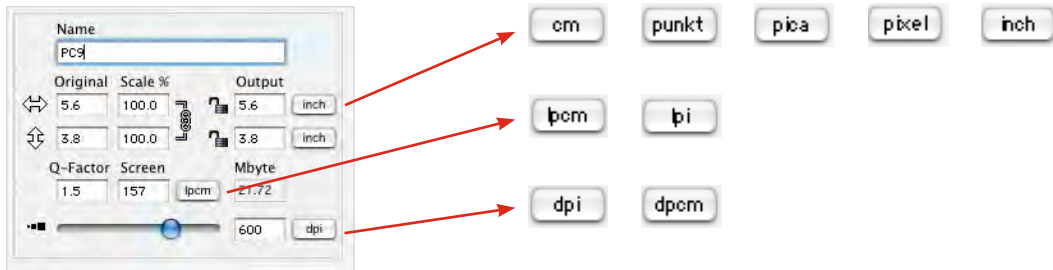 Name
PC9
Original Scale % Output
5.6 100.0 5.6 inch
3.8 100.0 3.8 inch
Q-Factor Screen Mbyte
1.5 157 lpcm 21.72
600 dpi
cm punkt pica pixel inch
lpcm lpi
dpi dpcm